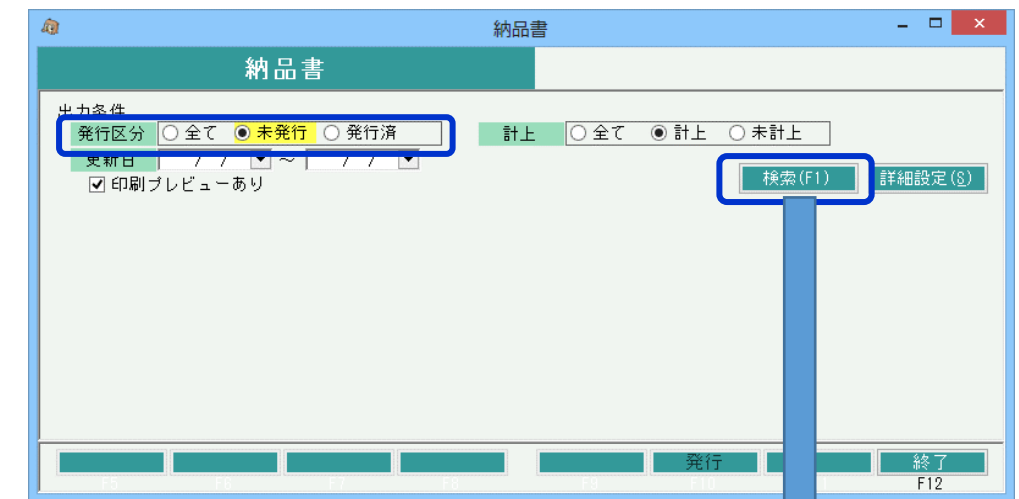 納品書
納品書
出力条件
発行区分 ○全て ◉未発行 ○発行済 計上 ○全て ◉計上 ○未計上
更新日 / / ～ / /
☑印刷プレビューあり 検索(F1) 詳細設定(S)
発行 終了
F5 F6 F7 F8 F9 F10 1 F12